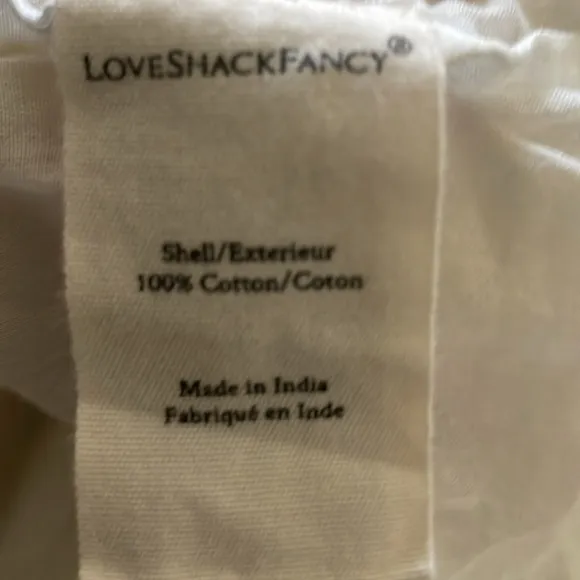 LOVESHACKFANCY®
Shell/Exterieur
100% Cotton/Coton
Made in India
Fabriqué en Inde